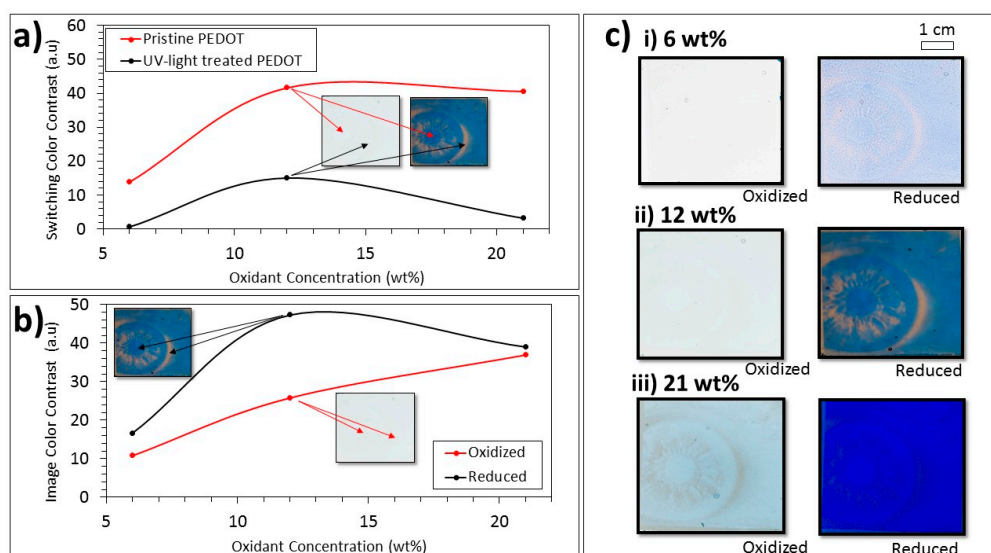 a)
Switching Color Contrast (a.u)
60
50
40
30
20
10
0
Pristine PEDOT
UV-light treated PEDOT
5
10
15
20
Oxidant Concentration (wt%)
b)
Image Color Contrast (a.u)
50
40
30
20
10
0
Oxidized
Reduced
5
10
15
20
Oxidant Concentration (wt%)
c)
i) 6 wt%
1 cm
Oxidized
Reduced
ii) 12 wt%
Oxidized
Reduced
iii) 21 wt%
Oxidized
Reduced